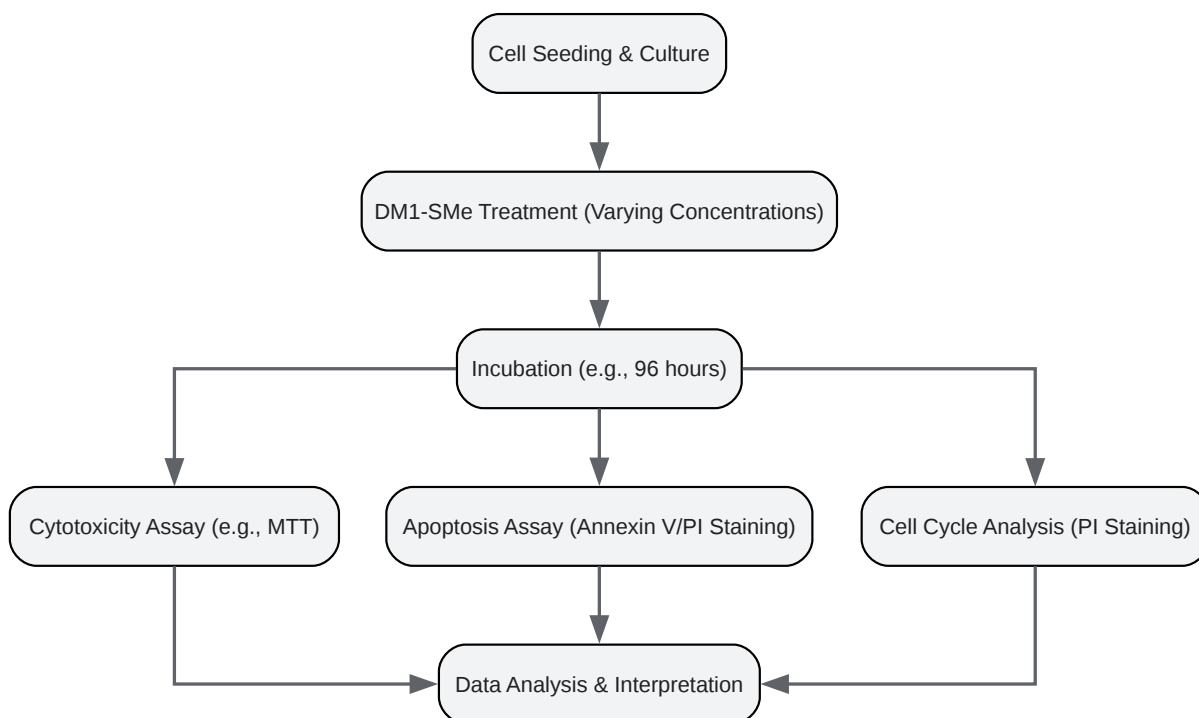 Cell Seeding & Culture
DM1-SMe Treatment (Varying Concentrations)
Incubation (e.g., 96 hours)
Cytotoxicity Assay (e.g., MTT)
Apoptosis Assay (Annexin V/PI Staining)
Cell Cycle Analysis (PI Staining)
Data Analysis & Interpretation